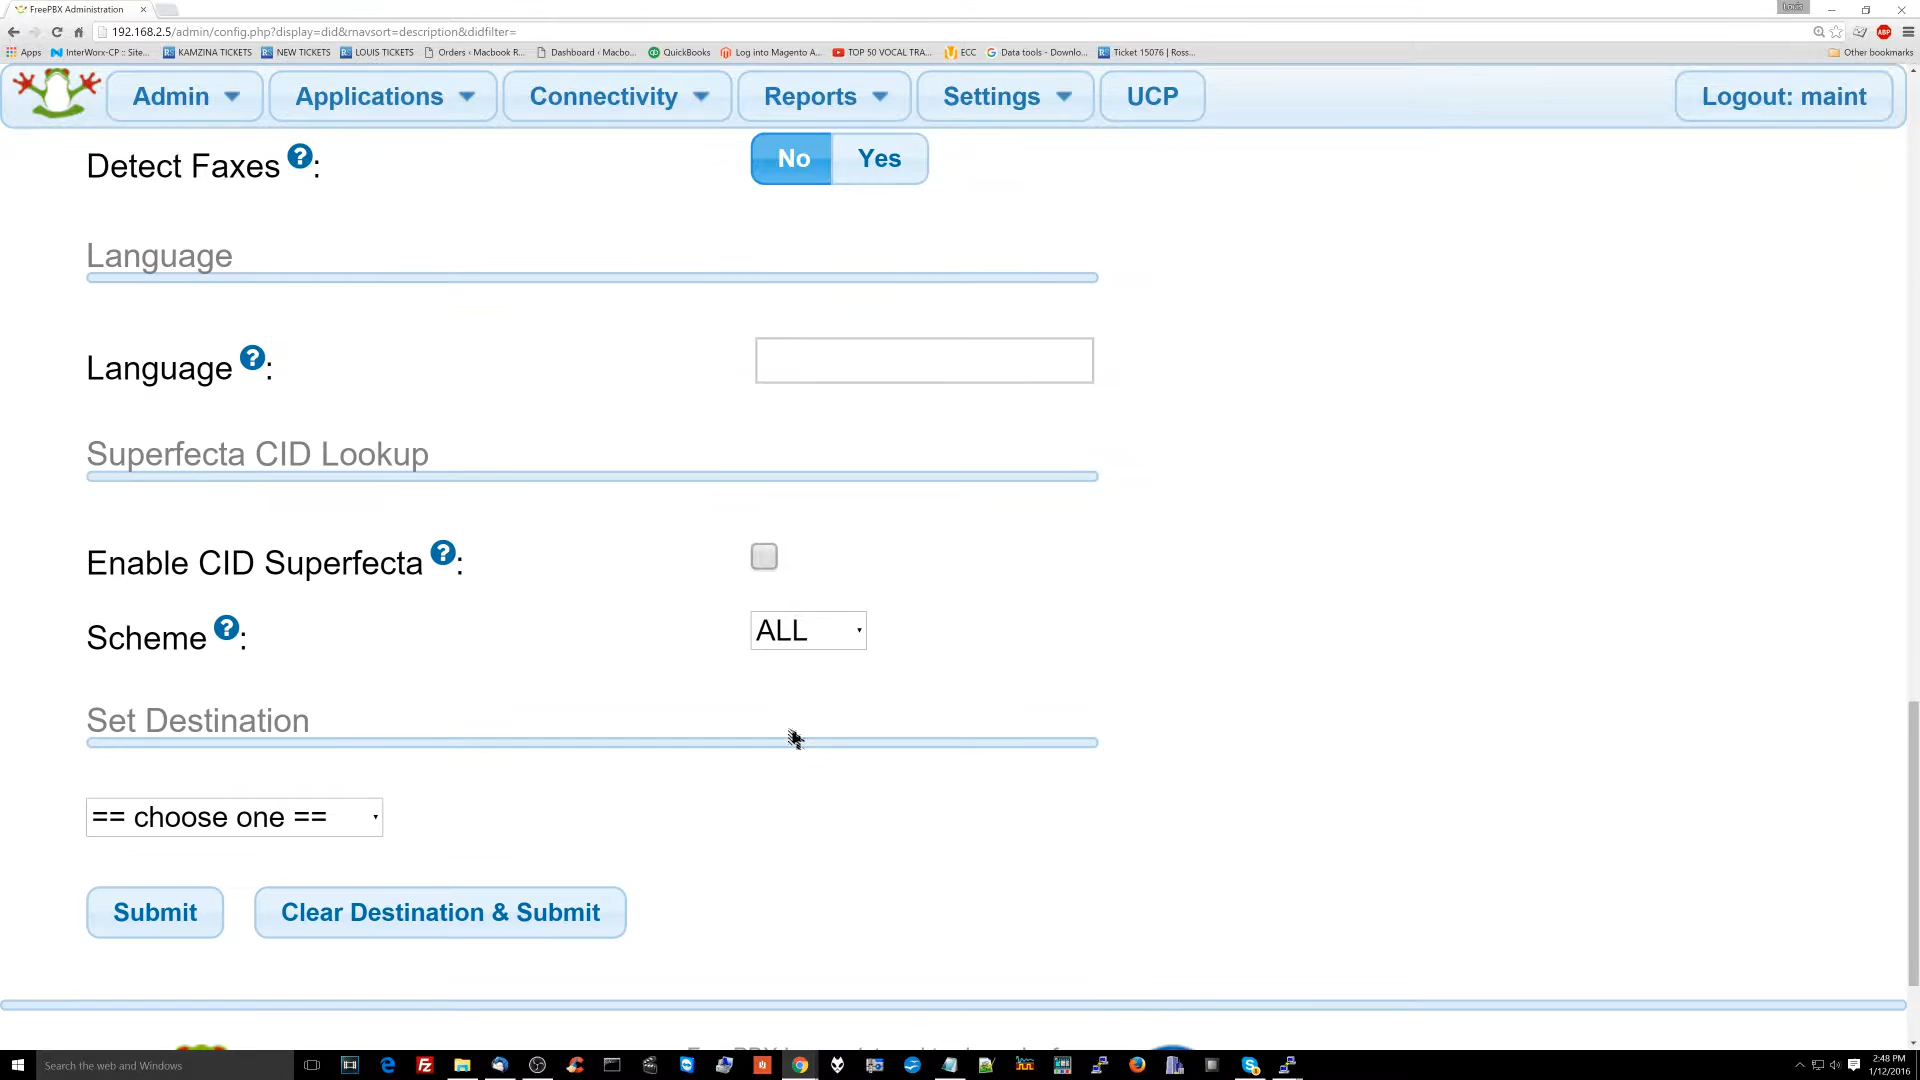 FreePBX Administration
Louis
192.168.2.5/admin/config.php?display=did&rnavsort=description&didfilter=
Apps InterWorx-CP :: Site... KAMZINA TICKETS NEW TICKETS LOUIS TICKETS Orders ‹ Macbook R... Dashboard ‹ Macbo... QuickBooks Log into Magento A... TOP 50 VOCAL TRA... ECC Data tools - Downlo... Ticket 15076 | Ross... Other bookmarks
Admin Applications Connectivity Reports Settings UCP Logout: maint
Detect Faxes ?: No Yes
Language
Language ?:
Superfecta CID Lookup
Enable CID Superfecta ?:
Scheme ?: ALL
Set Destination
== choose one ==
Submit Clear Destination & Submit
Search the web and Windows
2:48 PM
1/12/2016